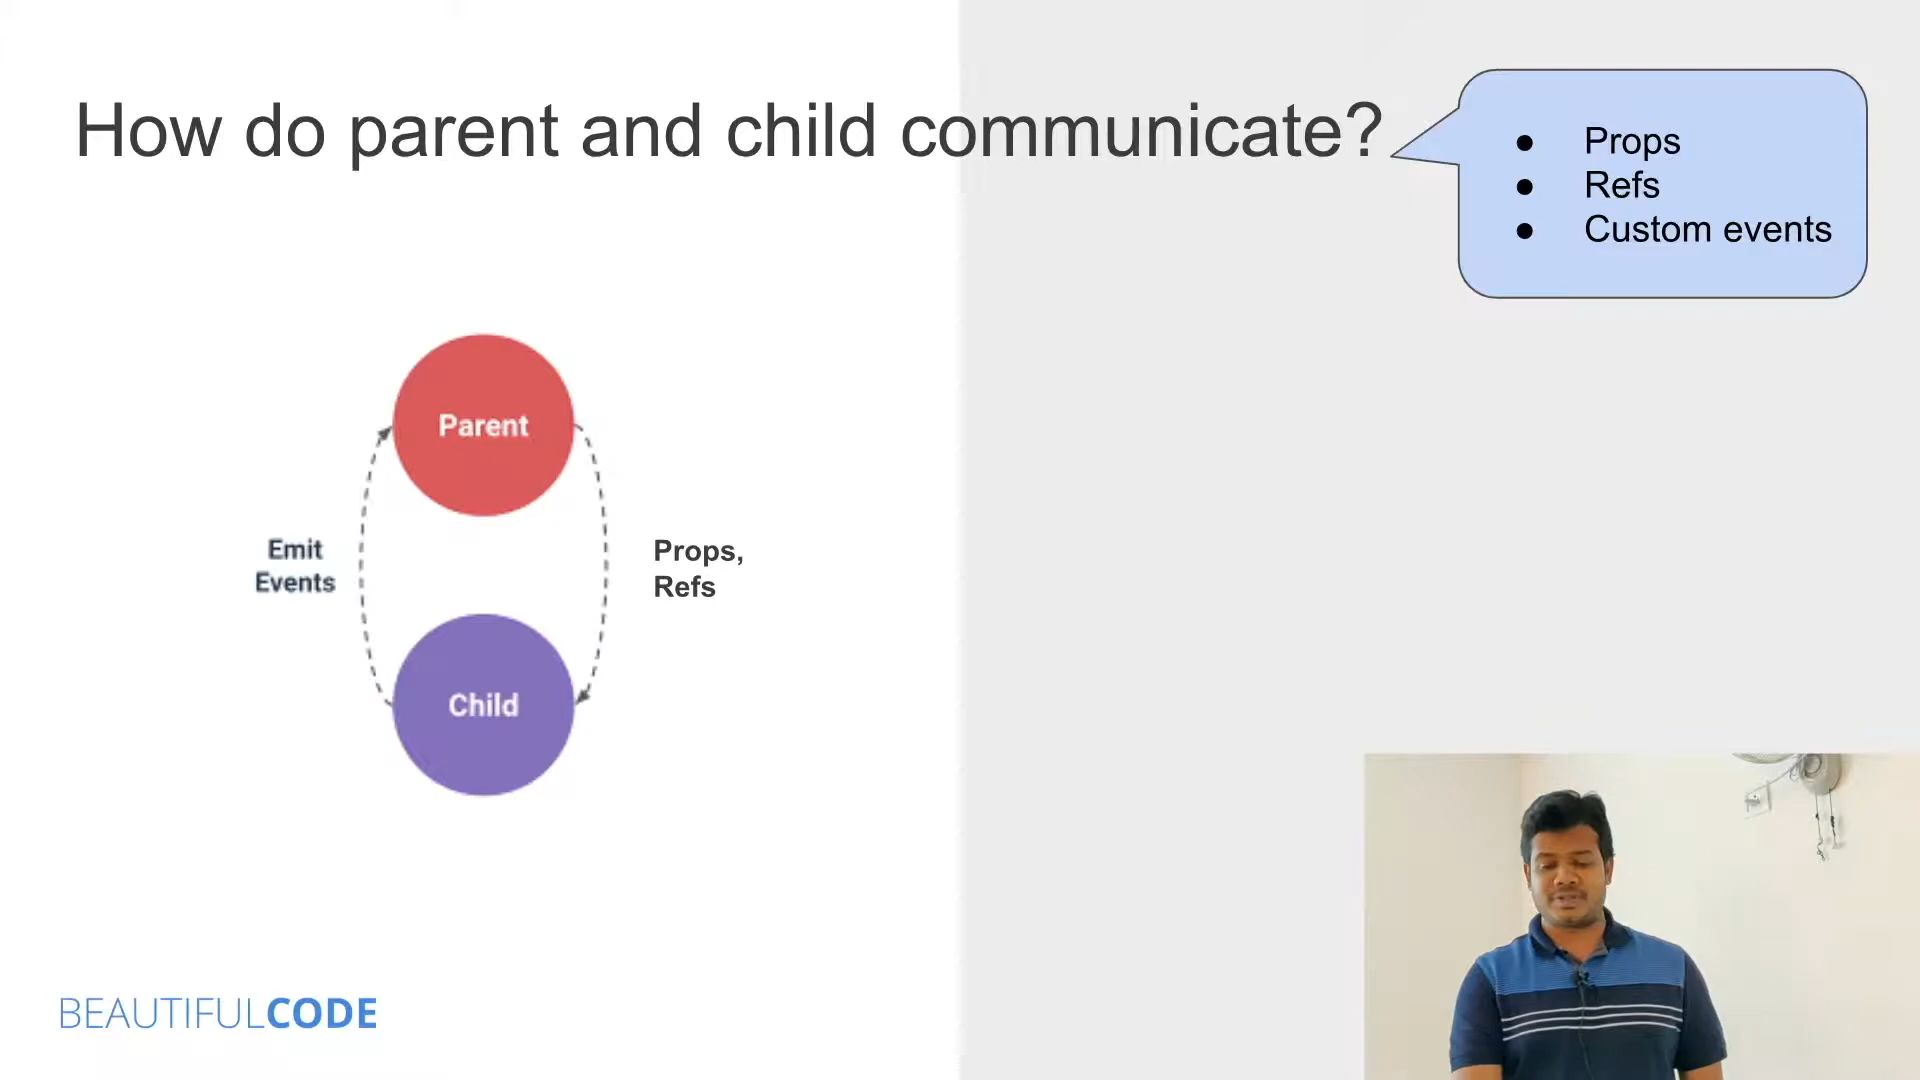 How do parent and child communicate?
● Props
● Refs
● Custom events
Parent
Emit
Events
Props,
Refs
Child
BEAUTIFULCODE